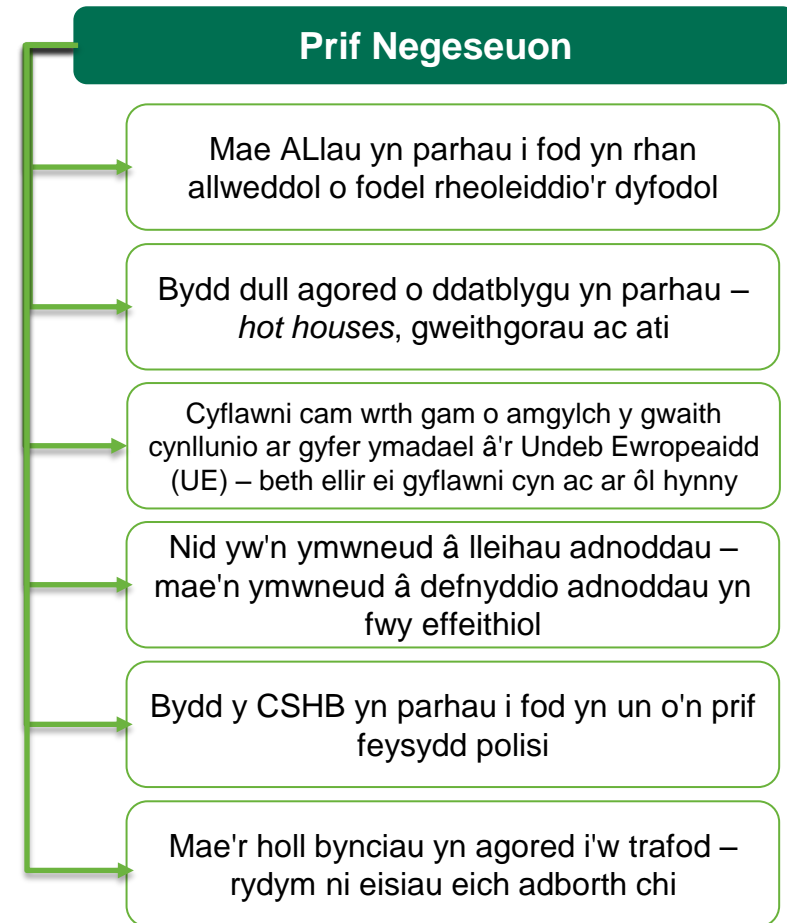 Prif Negeseuon
Mae ALlau yn parhau i fod yn rhan
allweddol o fodel rheoleiddio'r dyfodol
Bydd dull agored o ddatblygu yn parhau –
hot houses, gweithgorau ac ati
Cyflawni cam wrth gam o amgylch y gwaith
cynllunio ar gyfer ymadael â'r Undeb Ewropeaidd
(UE) – beth ellir ei gyflawni cyn ac ar ôl hynny
Nid yw'n ymwneud â lleihau adnoddau –
mae'n ymwneud â defnyddio adnoddau yn
fwy effeithiol
Bydd y CSHB yn parhau i fod yn un o'n prif
feysydd polisi
Mae'r holl bynciau yn agored i'w trafod –
rydym ni eisiau eich adborth chi